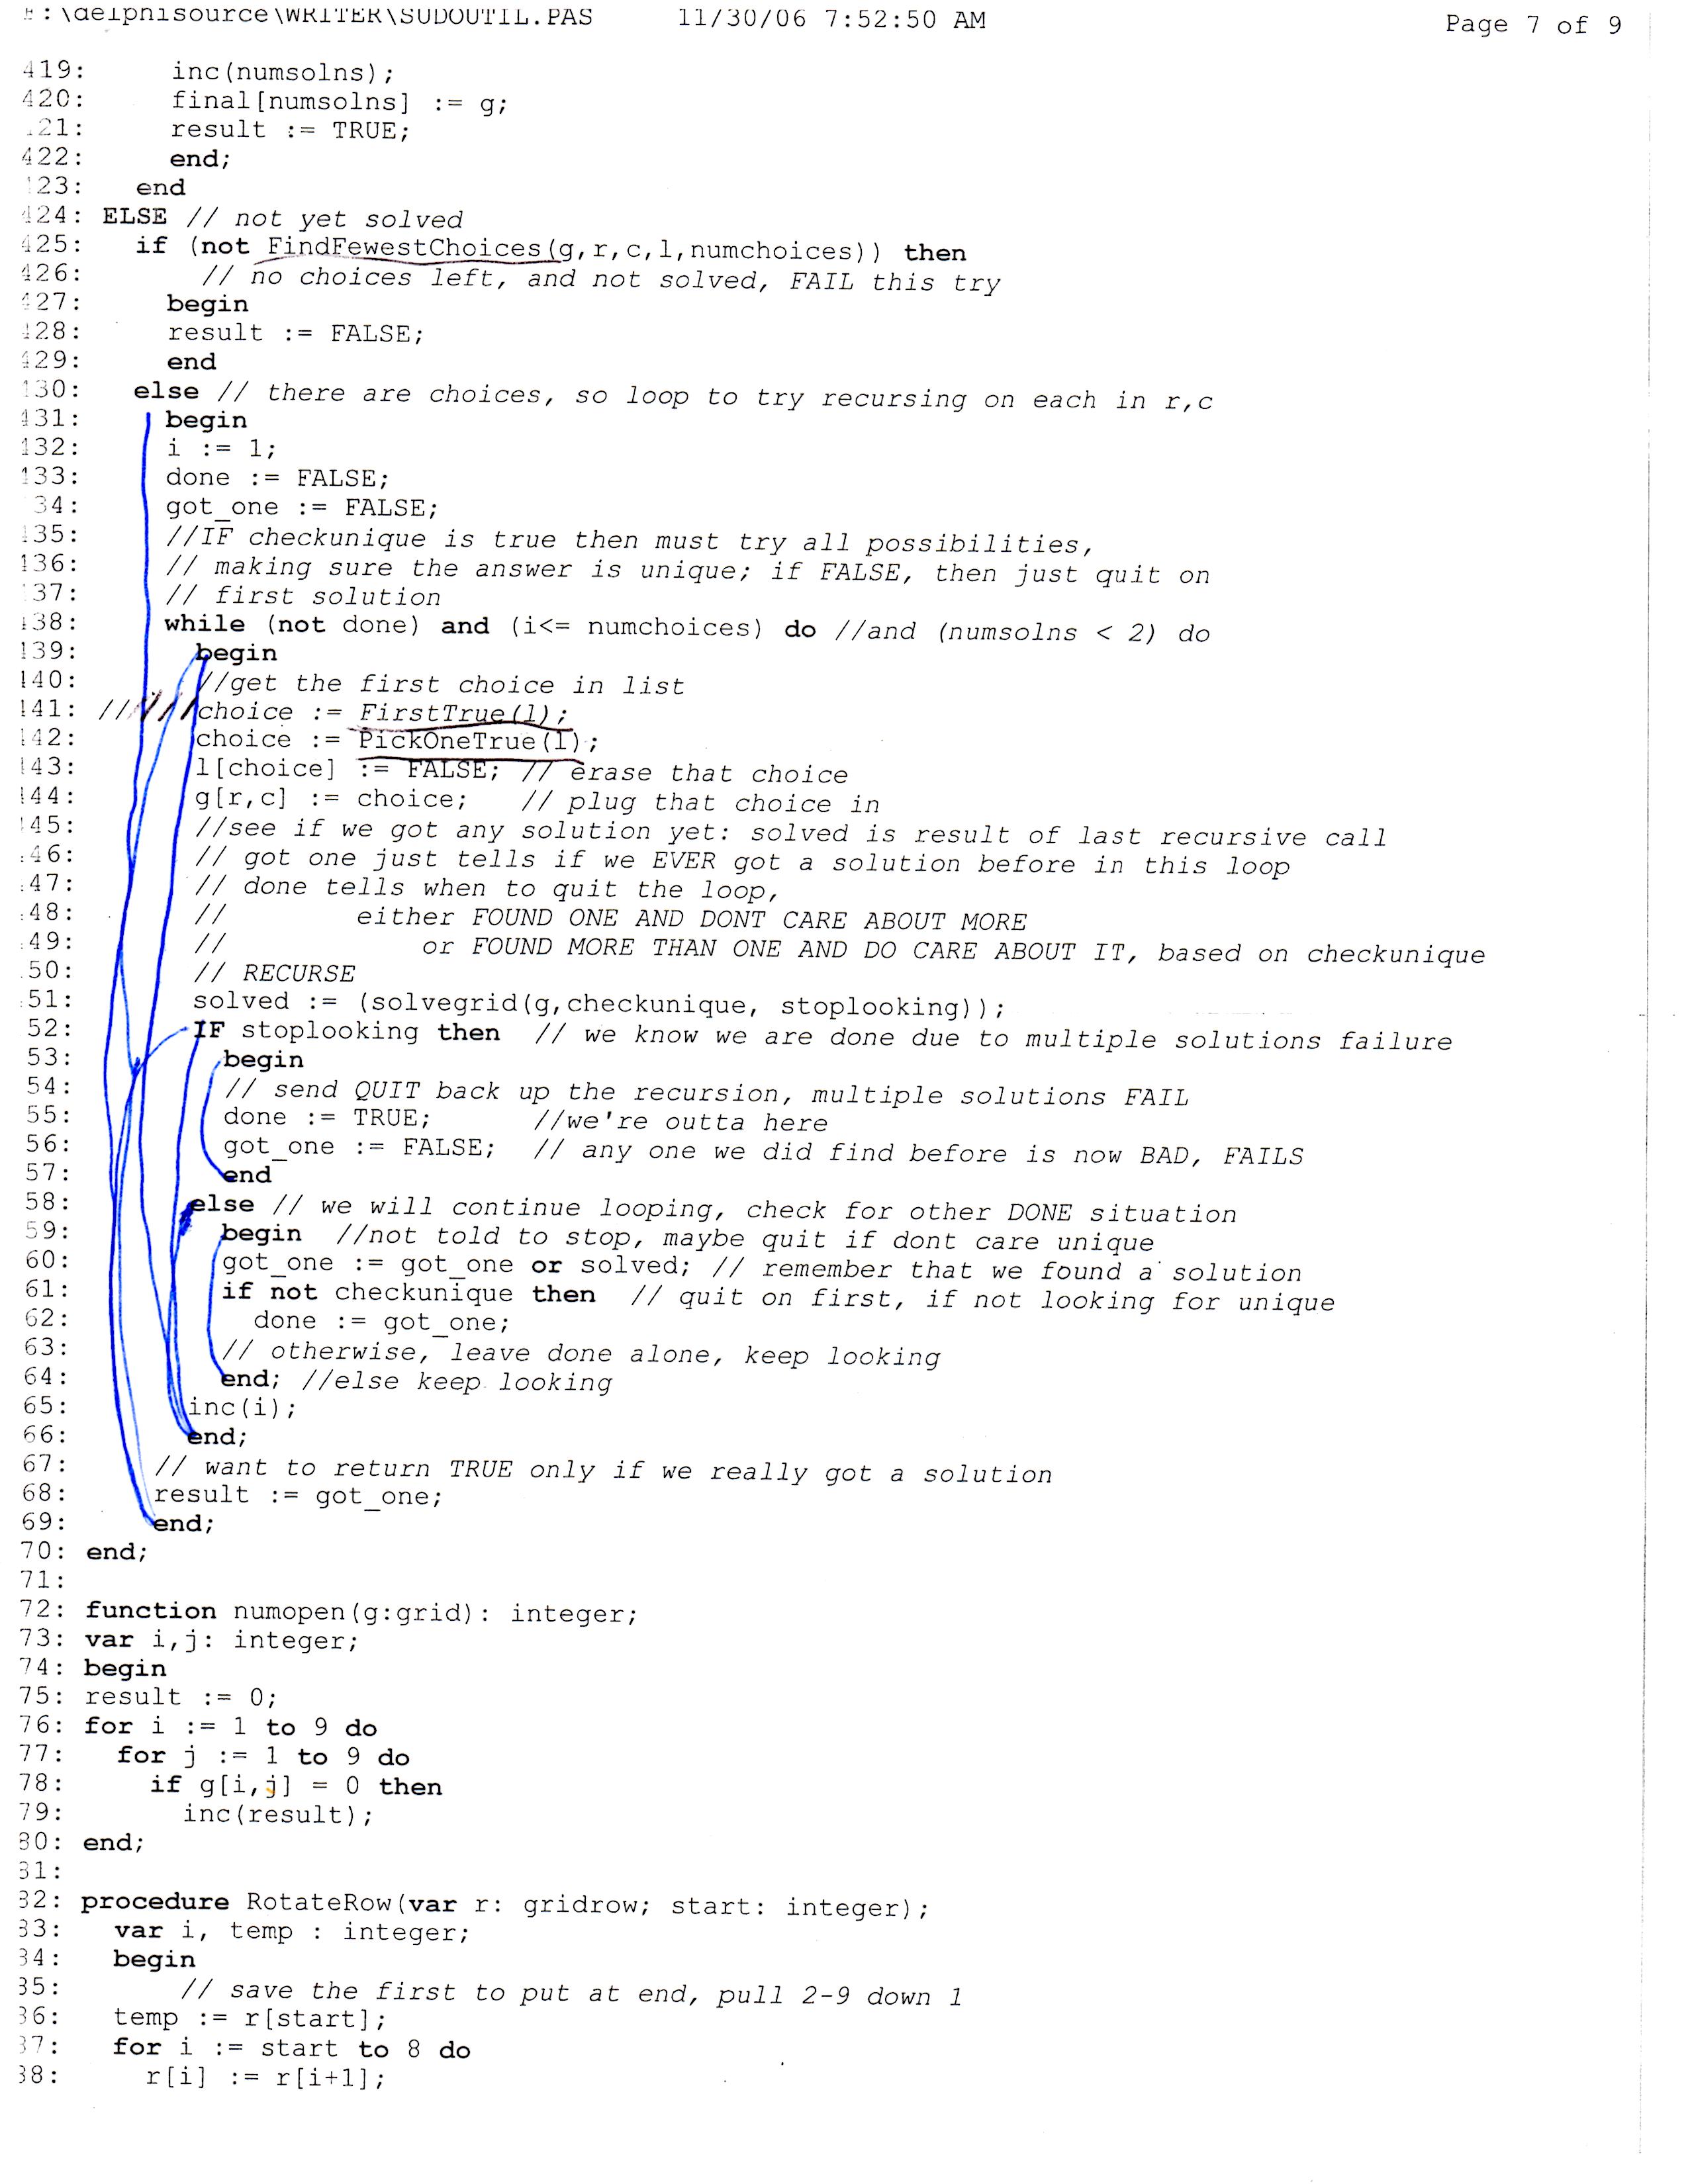 :\delphisource\WRITER\SUDOUTIL.PAS 11/30/06 7:52:50 AM Page 7 of 9
419: inc(numsolns);
420: final[numsolns] := g;
21: result := TRUE;
422: end;
23: end
424: ELSE // not yet solved
425: if (not FindFewestChoices(g,r,c,l,numchoices)) then
426: // no choices left, and not solved, FAIL this try
427: begin
428: result := FALSE;
429: end
130: else // there are choices, so loop to try recursing on each in r,c
431: begin
132: i := 1;
133: done := FALSE;
34: got_one := FALSE;
135: //IF checkunique is true then must try all possibilities,
136: // making sure the answer is unique; if FALSE, then just quit on
37: // first solution
138: while (not done) and (i<= numchoices) do //and (numsolns < 2) do
139: begin
140: //get the first choice in list
141: //////choice := FirstTrue(l);
142: choice := PickOneTrue(l);
143: l[choice] := FALSE; // erase that choice
144: g[r,c] := choice; // plug that choice in
45: //see if we got any solution yet: solved is result of last recursive call
46: // got one just tells if we EVER got a solution before in this loop
47: // done tells when to quit the loop,
48: // either FOUND ONE AND DONT CARE ABOUT MORE
49: // or FOUND MORE THAN ONE AND DO CARE ABOUT IT, based on checkunique
50: // RECURSE
51: solved := (solvegrid(g,checkunique, stoplooking));
52: IF stoplooking then // we know we are done due to multiple solutions failure
53: begin
54: // send QUIT back up the recursion, multiple solutions FAIL
55: done := TRUE; //we're outta here
56: got_one := FALSE; // any one we did find before is now BAD, FAILS
57: end
58: else // we will continue looping, check for other DONE situation
59: begin //not told to stop, maybe quit if dont care unique
60: got_one := got_one or solved; // remember that we found a solution
61: if not checkunique then // quit on first, if not looking for unique
62: done := got_one;
63: // otherwise, leave done alone, keep looking
64: end; //else keep looking
65: inc(i);
66: end;
67: // want to return TRUE only if we really got a solution
68: result := got_one;
69: end;
70: end;
71:
72: function numopen(g:grid): integer;
73: var i,j: integer;
74: begin
75: result := 0;
76: for i := 1 to 9 do
77: for j := 1 to 9 do
78: if g[i,j] = 0 then
79: inc(result);
80: end;
31:
32: procedure RotateRow(var r: gridrow; start: integer);
33: var i, temp : integer;
34: begin
35: // save the first to put at end, pull 2-9 down 1
36: temp := r[start];
37: for i := start to 8 do
38: r[i] := r[i+1];